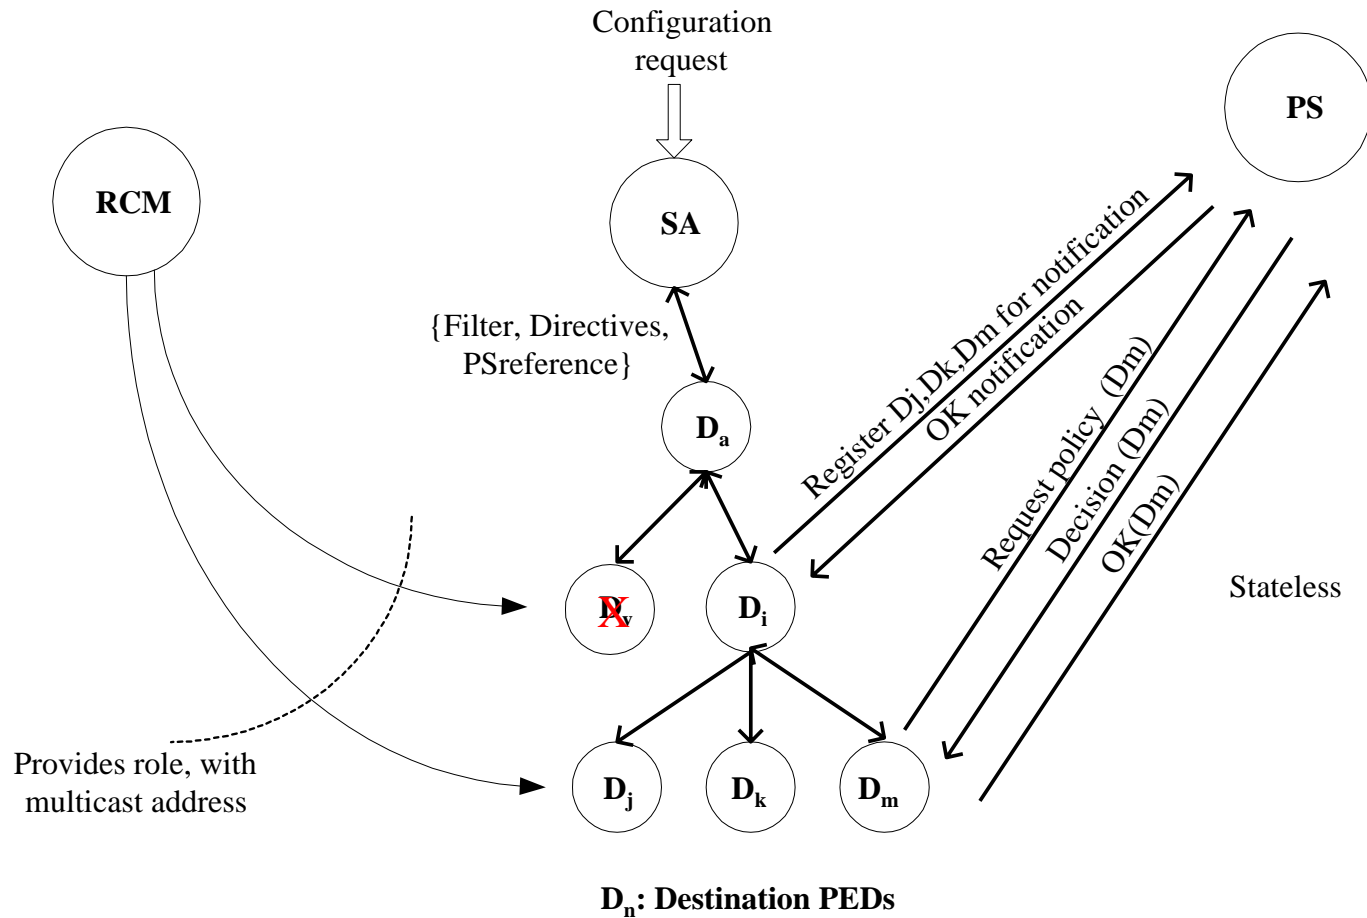 Configuration
request
PS
RCM
SA
{Filter, Directives,
PSreference}
Register Dj,Dk,Dm for notification
OK notification
Request policy (Dm)
Decision (Dm)
OK(Dm)
Da
Dv
X
Di
Stateless
Provides role, with
multicast address
Dj
Dk
Dm
Dn: Destination PEDs